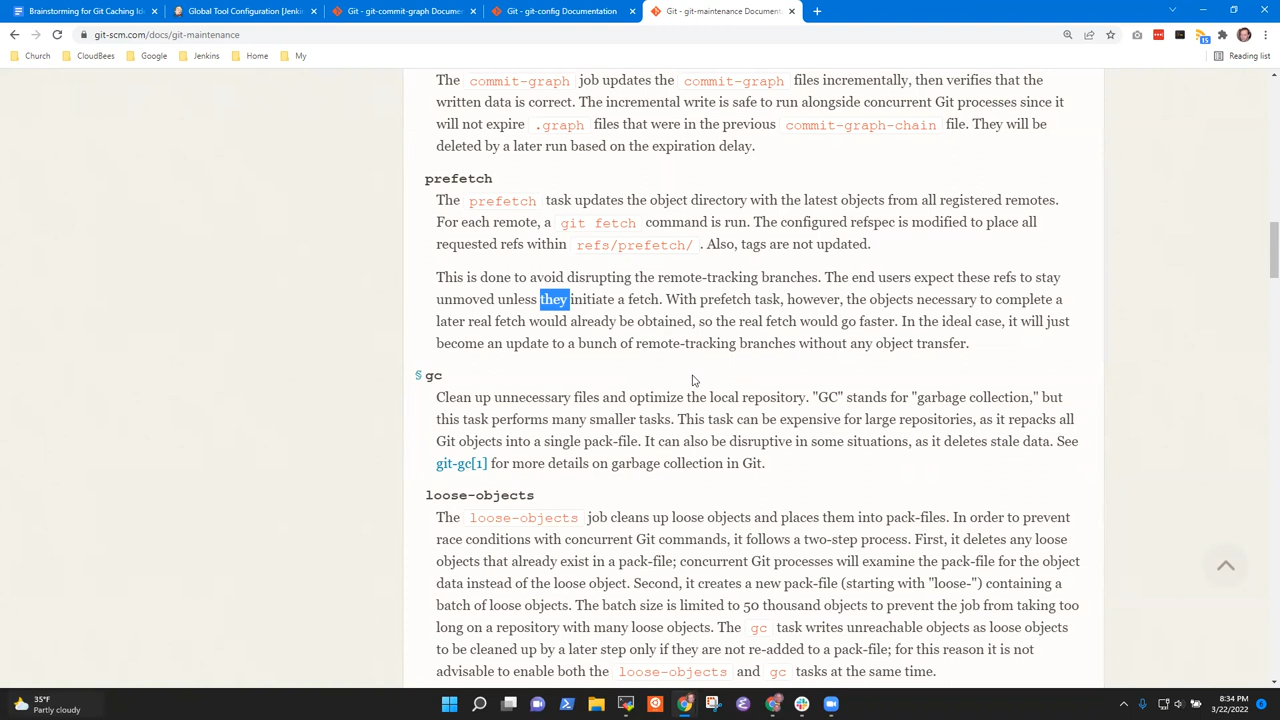 Brainstorming for Git Caching Ide
Global Tool Configuration [Jenkin
Git - git-commit-graph Documen
Git - git-config Documentation
Git - git-maintenance Document
git-scm.com/docs/git-maintenance
15
Church
CloudBees
Google
Jenkins
Home
My
Reading list
The commit-graph job updates the commit-graph files incrementally, then verifies that the
written data is correct. The incremental write is safe to run alongside concurrent Git processes since it
will not expire .graph files that were in the previous commit-graph-chain file. They will be
deleted by a later run based on the expiration delay.
prefetch
The prefetch task updates the object directory with the latest objects from all registered remotes.
For each remote, a git fetch command is run. The configured refspec is modified to place all
requested refs within refs/prefetch/ . Also, tags are not updated.
This is done to avoid disrupting the remote-tracking branches. The end users expect these refs to stay
unmoved unless they initiate a fetch. With prefetch task, however, the objects necessary to complete a
later real fetch would already be obtained, so the real fetch would go faster. In the ideal case, it will just
become an update to a bunch of remote-tracking branches without any object transfer.
§ gc
Clean up unnecessary files and optimize the local repository. "GC" stands for "garbage collection," but
this task performs many smaller tasks. This task can be expensive for large repositories, as it repacks all
Git objects into a single pack-file. It can also be disruptive in some situations, as it deletes stale data. See
git-gc[1] for more details on garbage collection in Git.
loose-objects
The loose-objects job cleans up loose objects and places them into pack-files. In order to prevent
race conditions with concurrent Git commands, it follows a two-step process. First, it deletes any loose
objects that already exist in a pack-file; concurrent Git processes will examine the pack-file for the object
data instead of the loose object. Second, it creates a new pack-file (starting with "loose-") containing a
batch of loose objects. The batch size is limited to 50 thousand objects to prevent the job from taking too
long on a repository with many loose objects. The gc task writes unreachable objects as loose objects
to be cleaned up by a later step only if they are not re-added to a pack-file; for this reason it is not
advisable to enable both the loose-objects and gc tasks at the same time.
35°F
Partly cloudy
8:34 PM
3/22/2022